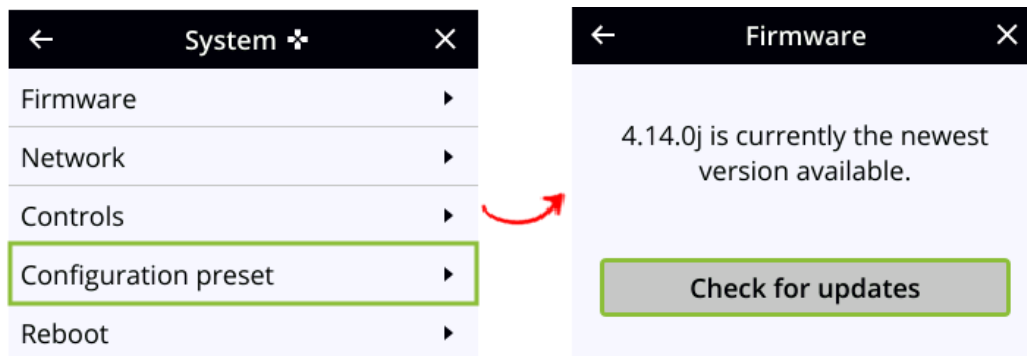 System
Firmware
Network
Controls
Configuration preset
Reboot
Firmware
4.14.0j is currently the newest
version available.
Check for updates